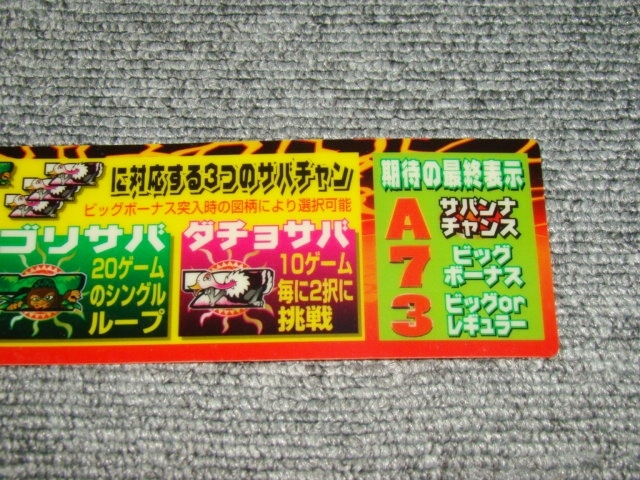 に対応する3つのサバチャン
ビッグボーナス突入時の図柄により選択可能
ゴリサバ
20ゲーム
のシングル
ループ
ダチョサバ
10ゲーム
毎に2択に
挑戦
期待の最終表示
A サバンナ
チャンス
7 ビッグ
ボーナス
3 ビッグor
レギュラー